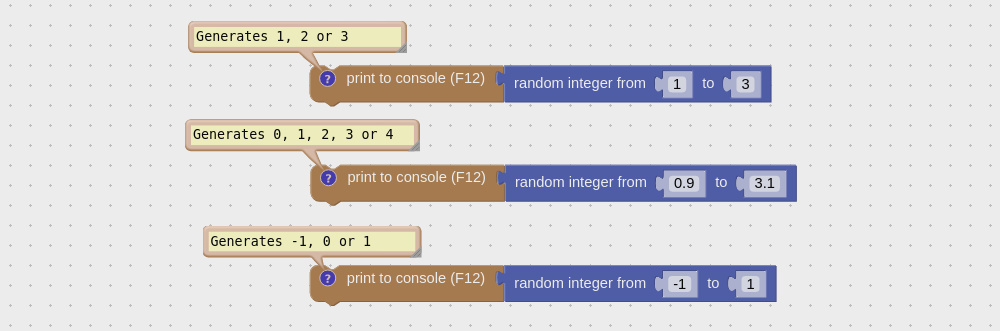 Generates 1, 2 or 3
? print to console (F12) random integer from 1 to 3
Generates 0, 1, 2, 3 or 4
? print to console (F12) random integer from 0.9 to 3.1
Generates -1, 0 or 1
? print to console (F12) random integer from -1 to 1